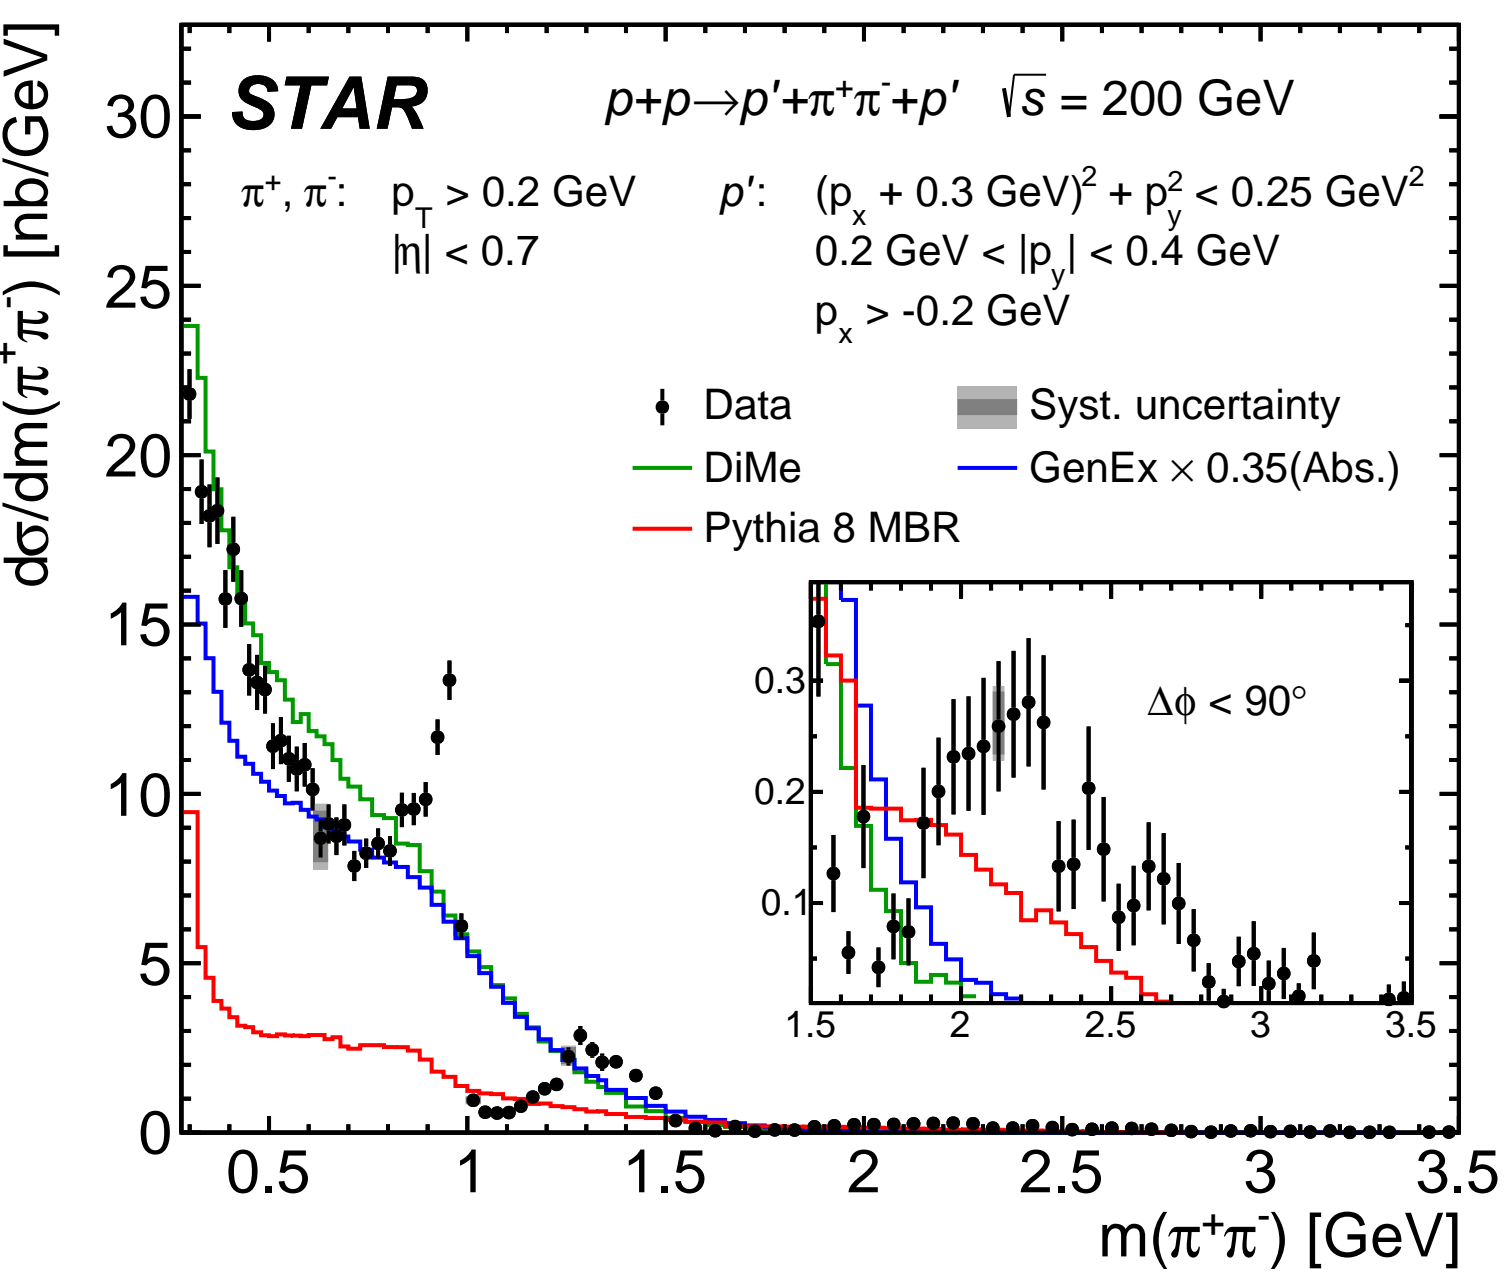 dσ/dm(π⁺π⁻) [nb/GeV]
STAR p+p→p′+π⁺π⁻+p′ √s = 200 GeV
π⁺, π⁻: p_T > 0.2 GeV p′: (p_x + 0.3 GeV)² + p_y² < 0.25 GeV²
|η| < 0.7 0.2 GeV < |p_y| < 0.4 GeV
p_x > -0.2 GeV
Data Syst. uncertainty
DiMe GenEx × 0.35(Abs.)
Pythia 8 MBR
Δϕ < 90°
0.3
0.2
0.1
1.5 2 2.5 3 3.5
30
25
20
15
10
5
0
0.5 1 1.5 2 2.5 3 3.5
m(π⁺π⁻) [GeV]